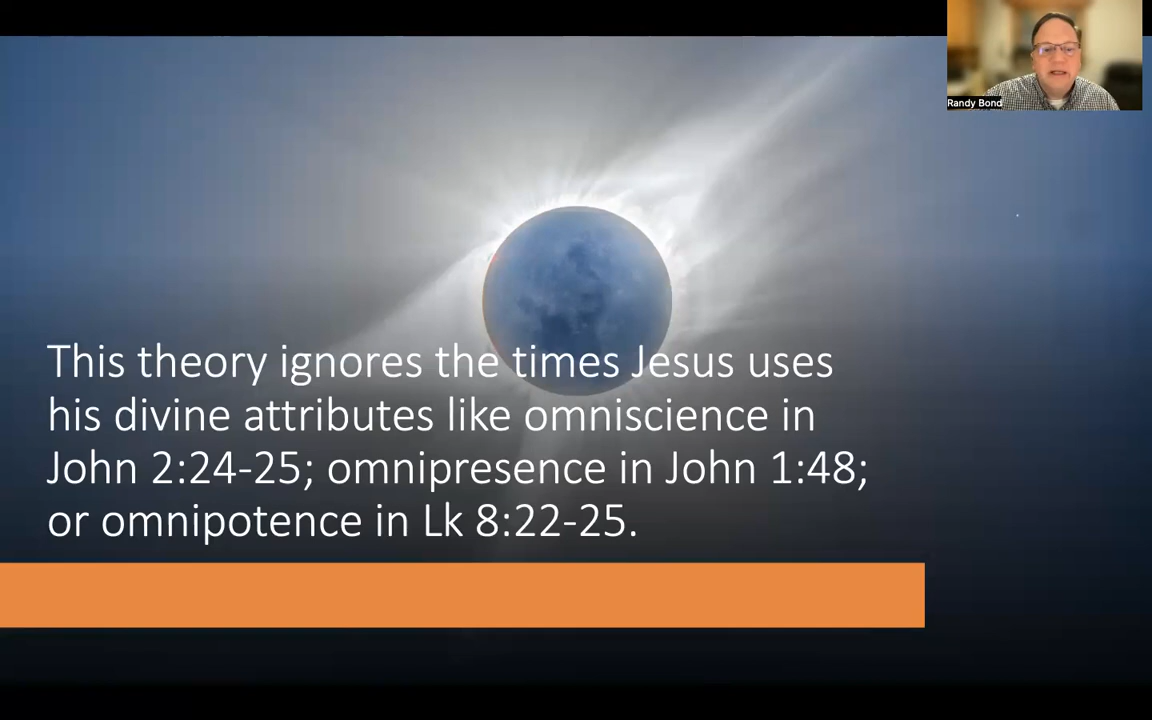 Randy Bond
This theory ignores the times Jesus uses
his divine attributes like omniscience in
John 2:24-25; omnipresence in John 1:48;
or omnipotence in Lk 8:22-25.